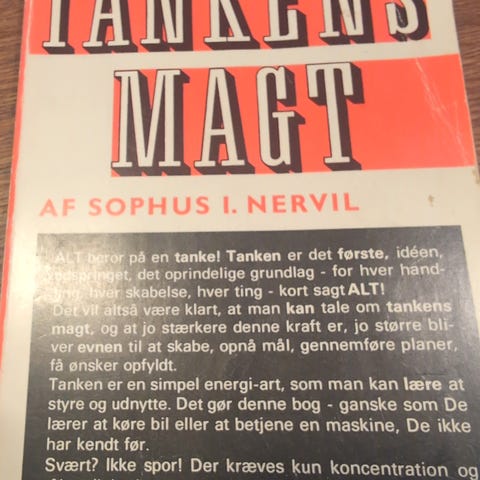 TANKENS
MAGT
AF SOPHUS I. NERVIL
ALT beror på en tanke! Tanken er det første, idéen,
udspringet, det oprindelige grundlag - for hver hand-
ling, hver skabelse, hver ting - kort sagt ALT!
Det vil altså være klart, at man kan tale om tankens
magt, og at jo stærkere denne kraft er, jo større bli-
ver evnen til at skabe, opnå mål, gennemføre planer,
få ønsker opfyldt.
Tanken er en simpel energi-art, som man kan lære at
styre og udnytte. Det gør denne bog - ganske som De
lærer at køre bil eller at betjene en maskine, De ikke
har kendt før.
Svært? Ikke spor! Der kræves kun koncentration og